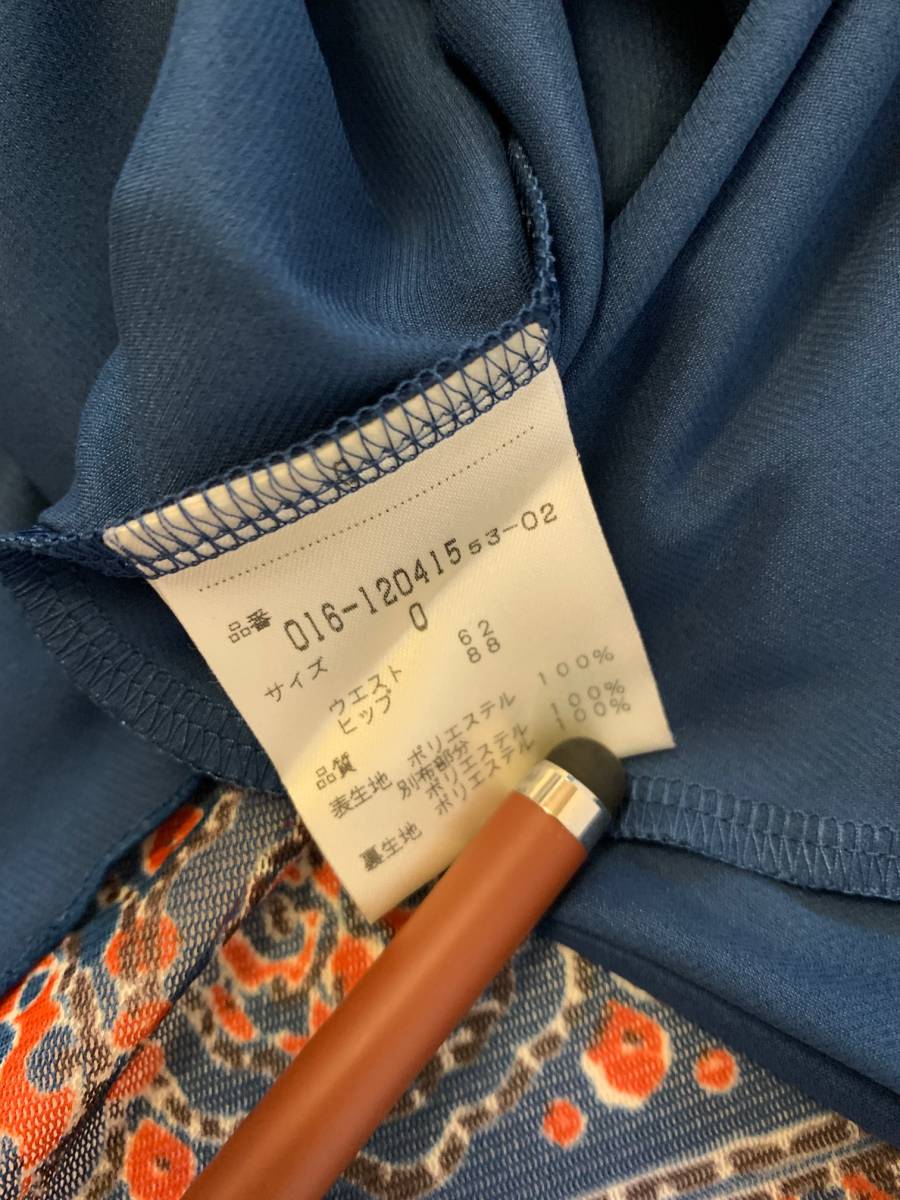 品番 016-120415 53-02
サイズ 0
ウエスト 62
ヒップ 88
品質
表生地 ポリエステル 100%
別布部分
ポリエステル 100%
裏生地 ポリエステル 100%